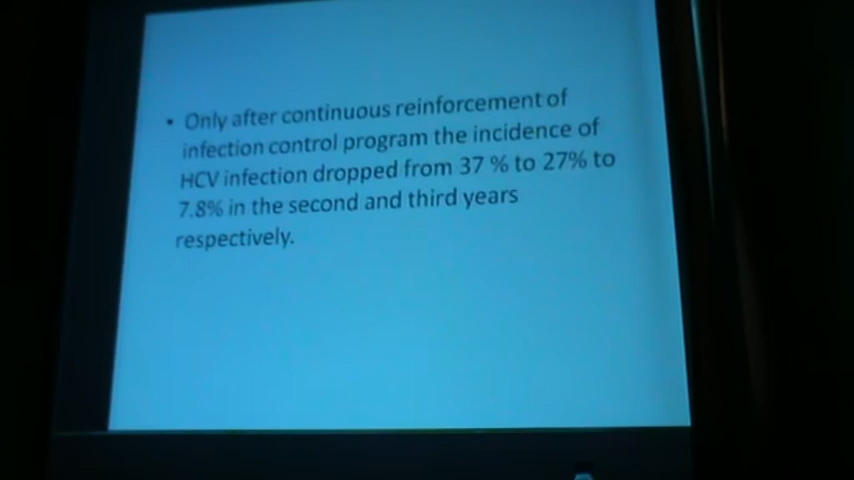 • Only after continuous reinforcement of
infection control program the incidence of
HCV infection dropped from 37 % to 27% to
7.8% in the second and third years
respectively.